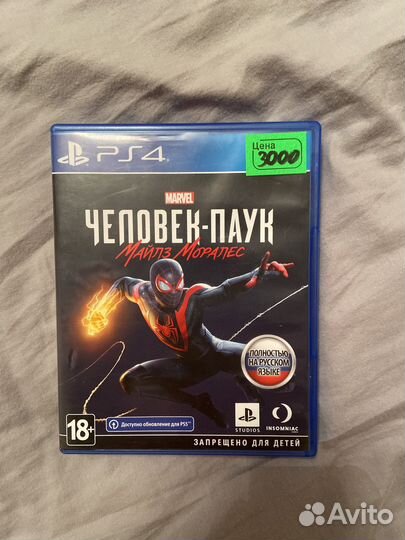 PS4
Цена
3000
MARVEL
ЧЕЛОВЕК-ПАУК
МАЙЛЗ МОРАЛЕС
ПОЛНОСТЬЮ
НА РУССКОМ
ЯЗЫКЕ
18+
Доступно обновление для PS5
STUDIOS
INSOMNIAC
ЗАПРЕЩЕНО ДЛЯ ДЕТЕЙ
Avito